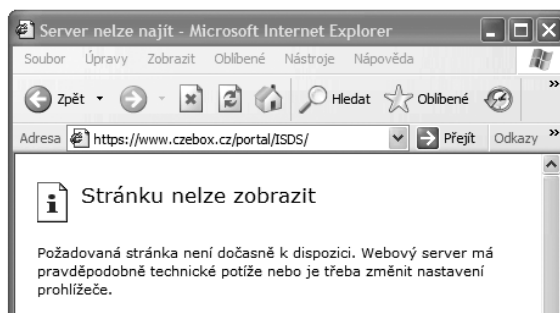 Server nelze najít - Microsoft Internet Explorer
Soubor Úpravy Zobrazit Oblíbené Nástroje Nápověda
Zpět Hledat Oblíbené »
Adresa https://www.czebox.cz/portal/ISDS/ Přejít Odkazy »
Stránku nelze zobrazit
Požadovaná stránka není dočasně k dispozici. Webový server má
pravděpodobně technické potíže nebo je třeba změnit nastavení
prohlížeče.